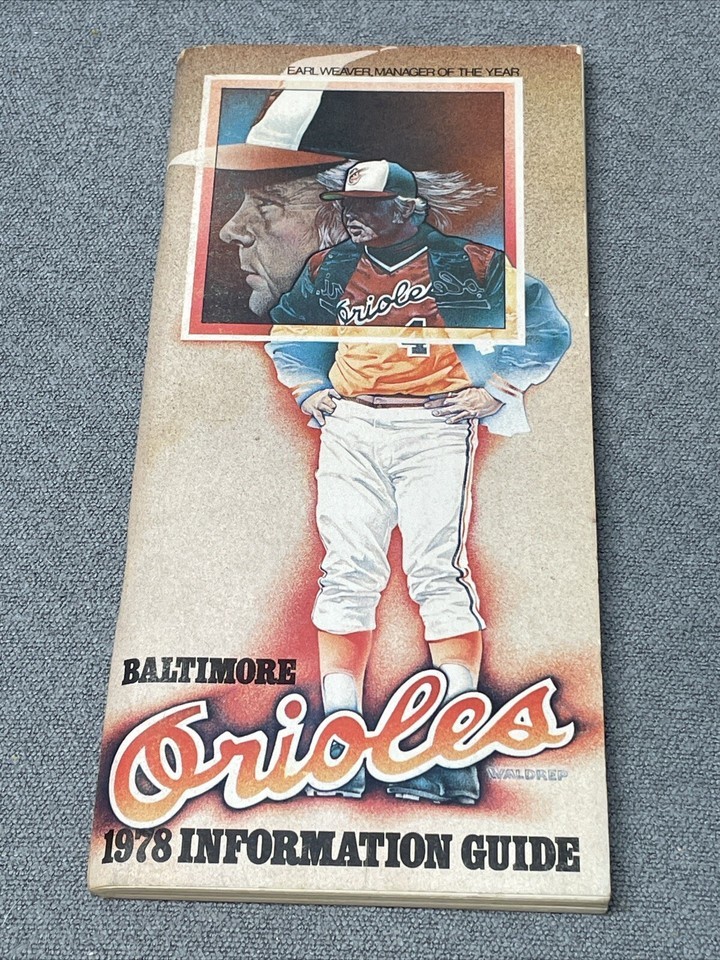 EARL WEAVER, MANAGER OF THE YEAR
Orioles
4
BALTIMORE
Orioles
WALDREP
1978 INFORMATION GUIDE